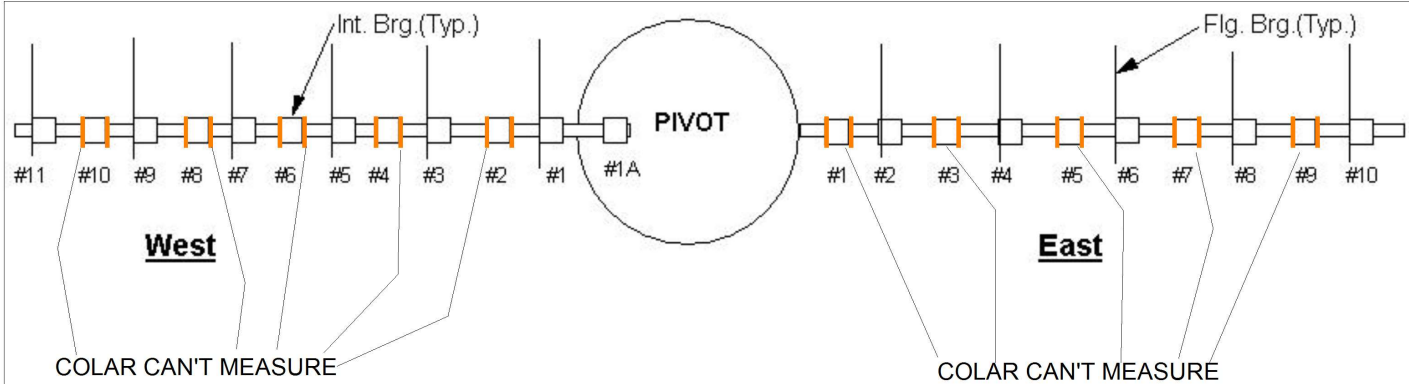 Int. Brg.(Typ.)
Flg. Brg.(Typ.)
PIVOT
#11 #10 #9 #8 #7 #6 #5 #4 #3 #2 #1 #1A
#1 #2 #3 #4 #5 #6 #7 #8 #9 #10
West
East
COLAR CAN'T MEASURE
COLAR CAN'T MEASURE